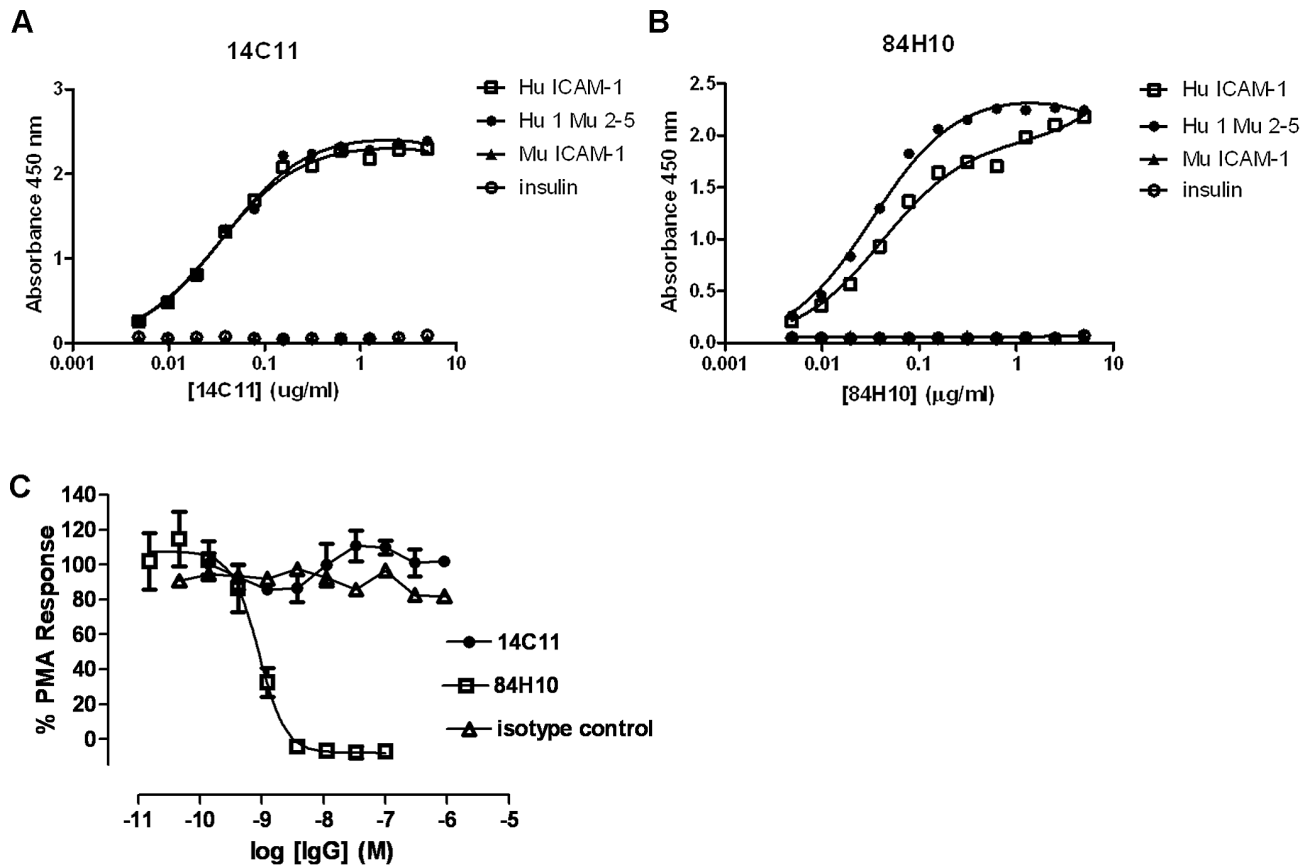 A
14C11
Absorbance 450 nm
3
2
1
0
0.001
0.01
0.1
1
10
[14C11] (ug/ml)
Hu ICAM-1
Hu 1 Mu 2-5
Mu ICAM-1
insulin
B
84H10
Absorbance 450 nm
2.5
2.0
1.5
1.0
0.5
0.0
0.001
0.01
0.1
1
10
[84H10] (µg/ml)
Hu ICAM-1
Hu 1 Mu 2-5
Mu ICAM-1
insulin
C
% PMA Response
140
120
100
80
60
40
20
0
-11
-10
-9
-8
-7
-6
-5
log [IgG] (M)
14C11
84H10
isotype control